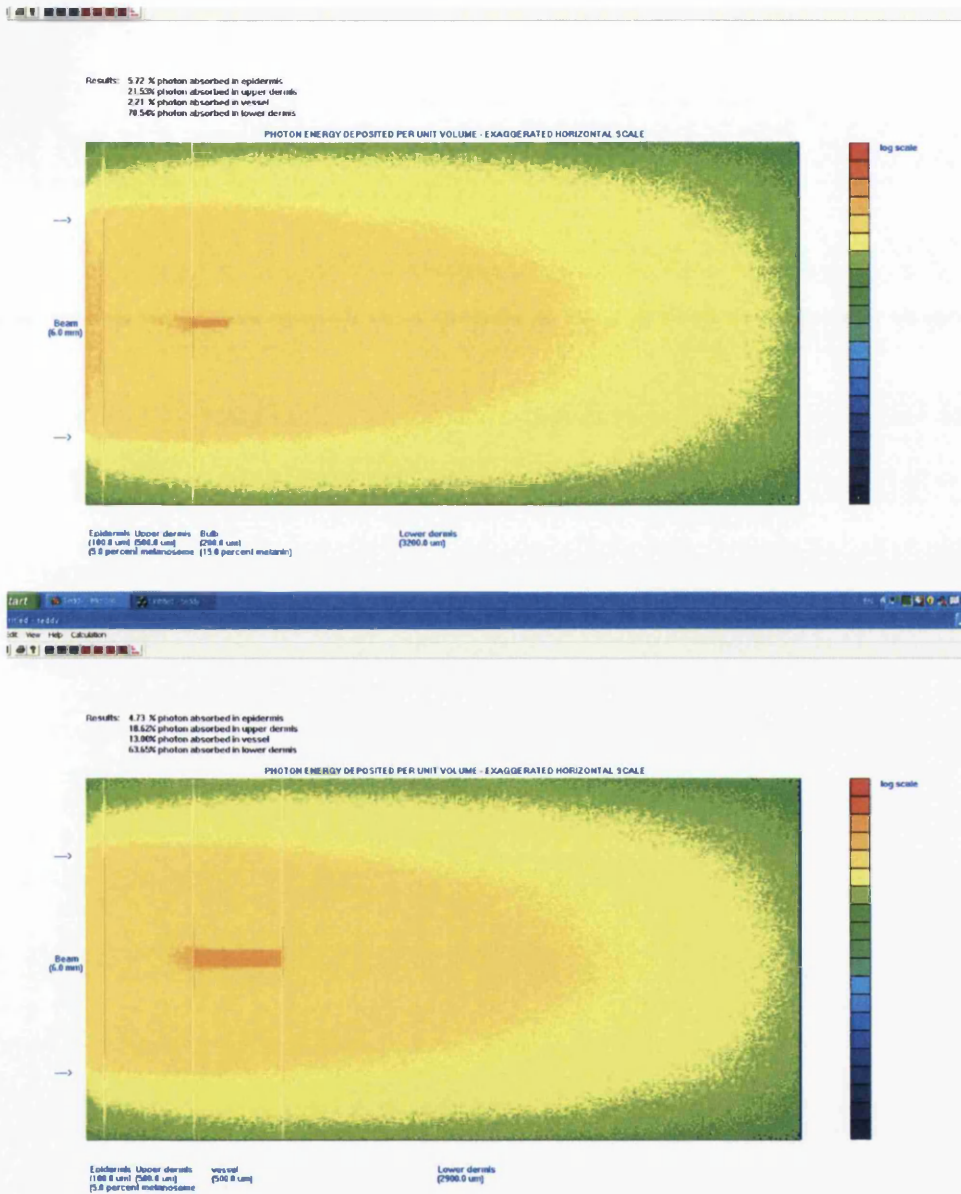 Results: 5.72 % photon absorbed in epidermis
21.53% photon absorbed in upper dermis
2.21 % photon absorbed in vessel
70.54% photon absorbed in lower dermis
PHOTON ENERGY DEPOSITED PER UNIT VOLUME - EXAGGERATED HORIZONTAL SCALE
log scale
Beam
(6.0 mm)
Epidermis Upper dermis Bulb Lower dermis
(100.0 um) (500.0 um) (200.0 um) (3200.0 um)
(5.0 percent melanosome (15.0 percent melanin)
tart
teddy
Edit View Help Calculation
Results: 4.73 % photon absorbed in epidermis
18.62% photon absorbed in upper dermis
13.00% photon absorbed in vessel
63.65% photon absorbed in lower dermis
PHOTON ENERGY DEPOSITED PER UNIT VOLUME - EXAGGERATED HORIZONTAL SCALE
log scale
Beam
(6.0 mm)
Epidermis Upper dermis vessel Lower dermis
(100.0 um) (500.0 um) (500.0 um) (2900.0 um)
(5.0 percent melanosome